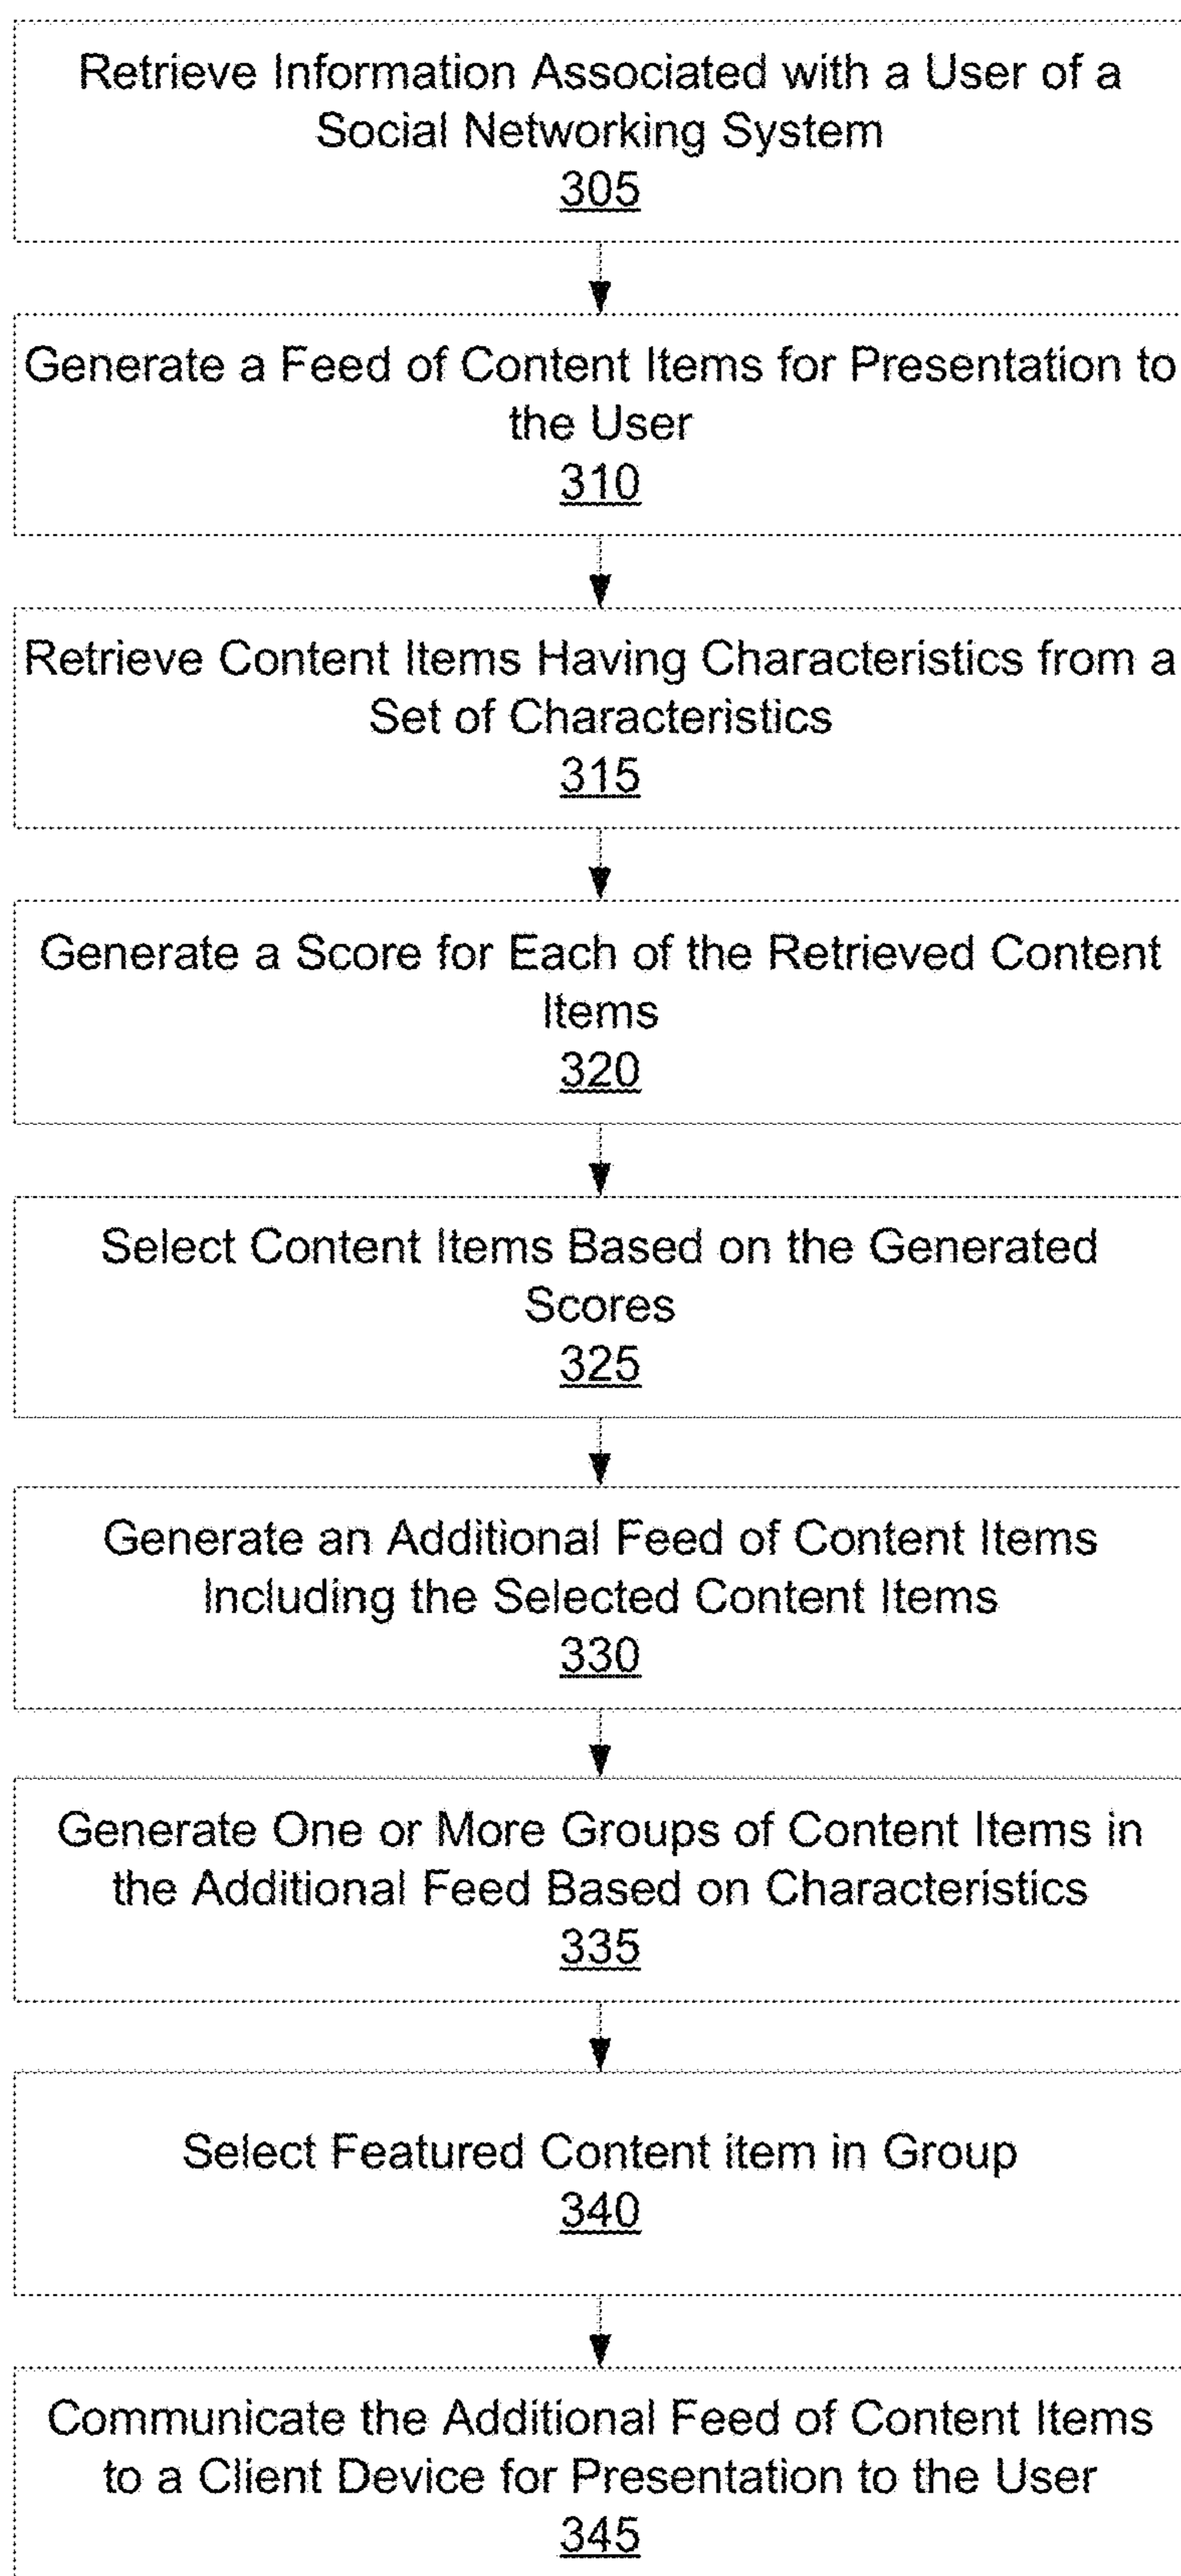 Retrieve Information Associated with a User of a
Social Networking System
305
Generate a Feed of Content Items for Presentation to
the User
310
Retrieve Content Items Having Characteristics from a
Set of Characteristics
315
Generate a Score for Each of the Retrieved Content
Items
320
Select Content Items Based on the Generated
Scores
325
Generate an Additional Feed of Content Items
Including the Selected Content Items
330
Generate One or More Groups of Content Items in
the Additional Feed Based on Characteristics
335
Select Featured Content item in Group
340
Communicate the Additional Feed of Content Items
to a Client Device for Presentation to the User
345